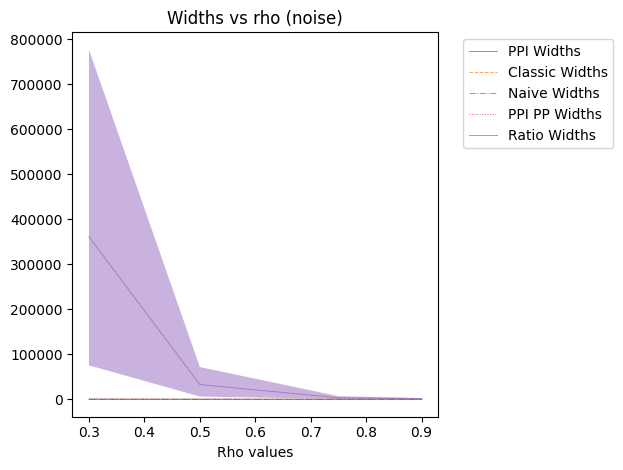 Widths vs rho (noise)
800000
700000
600000
500000
400000
300000
200000
100000
0
0.3 0.4 0.5 0.6 0.7 0.8 0.9
Rho values
PPI Widths
Classic Widths
Naive Widths
PPI PP Widths
Ratio Widths